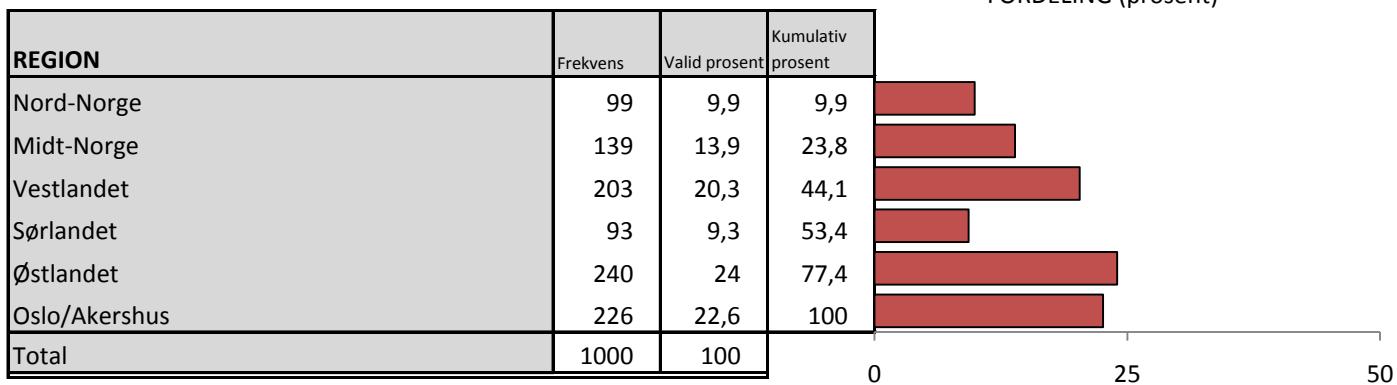 FORDELING (prosent)
REGION Frekvens Valid prosent Kumulativ prosent
Nord-Norge 99 9,9 9,9
Midt-Norge 139 13,9 23,8
Vestlandet 203 20,3 44,1
Sørlandet 93 9,3 53,4
Østlandet 240 24 77,4
Oslo/Akershus 226 22,6 100
Total 1000 100
0 25 50